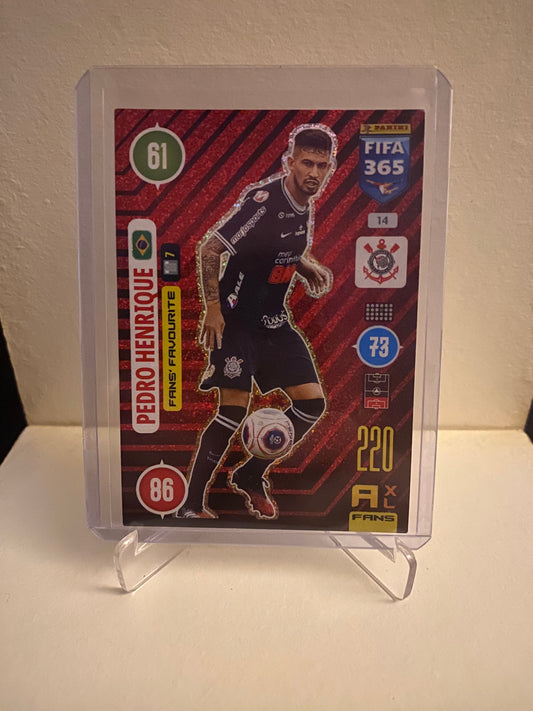 61
PANINI
FIFA
365
14
PEDRO HENRIQUE
FANS' FAVOURITE
7
73
220
A XL
FANS
86